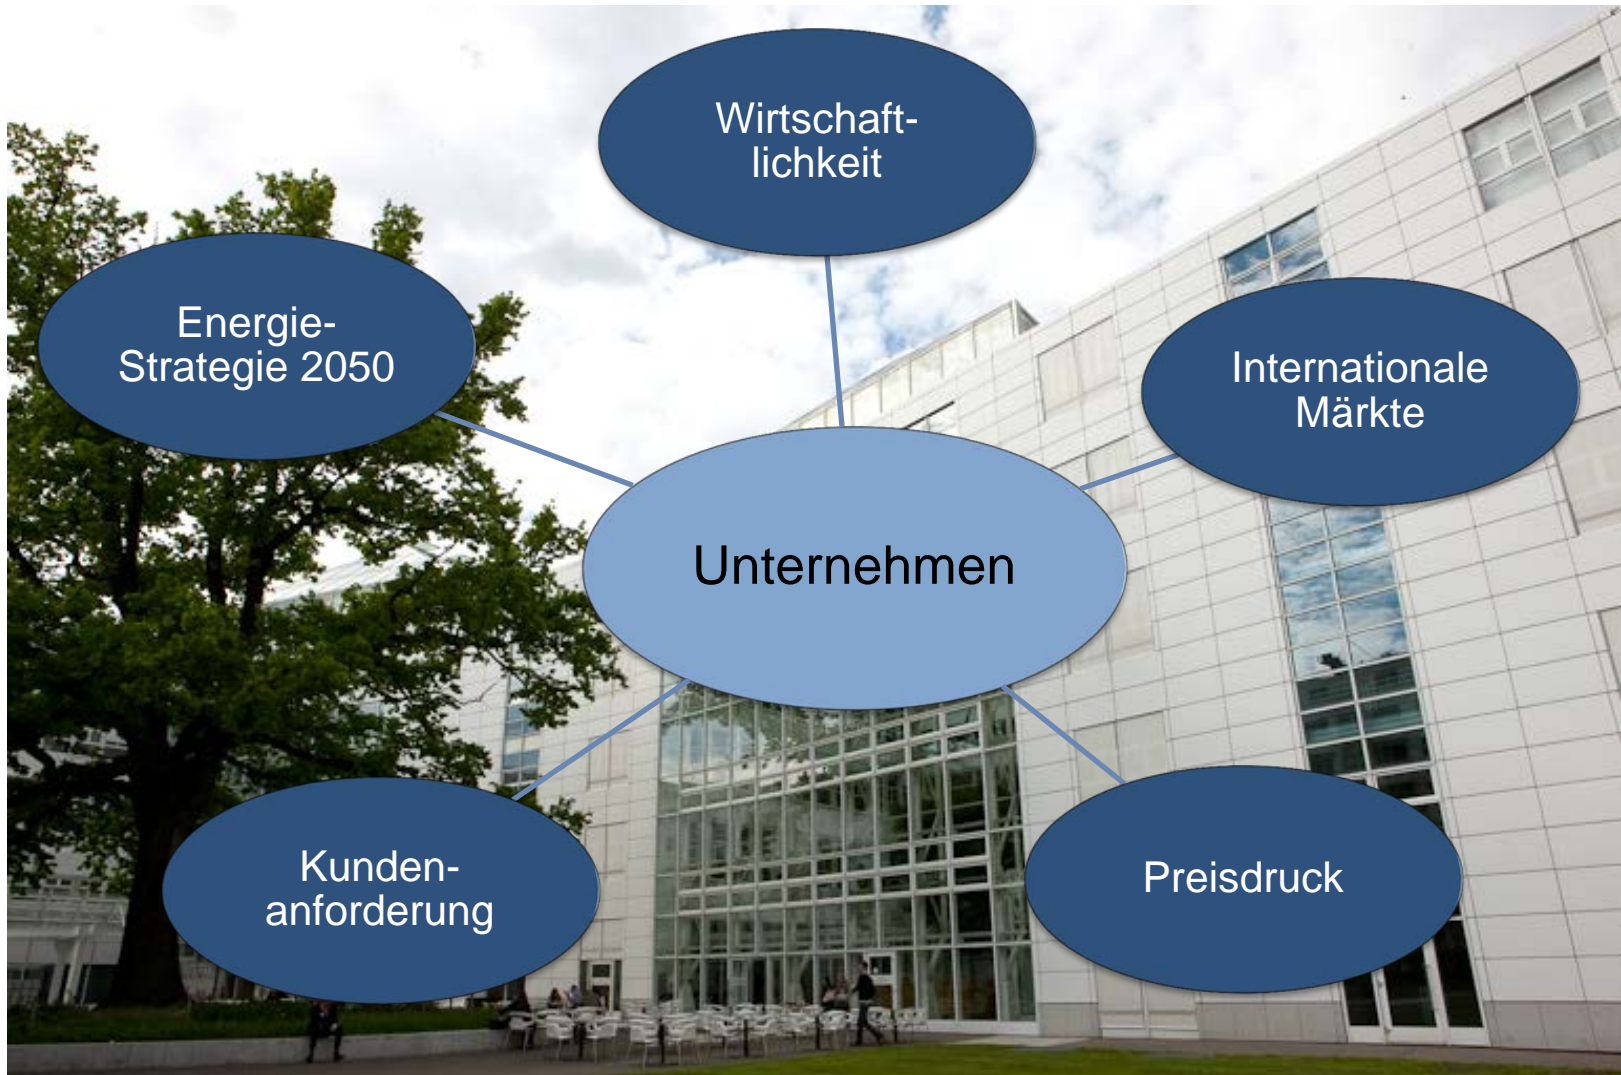 Wirtschaft-
lichkeit
Energie-
Strategie 2050
Internationale
Märkte
Unternehmen
Kunden-
anforderung
Preisdruck